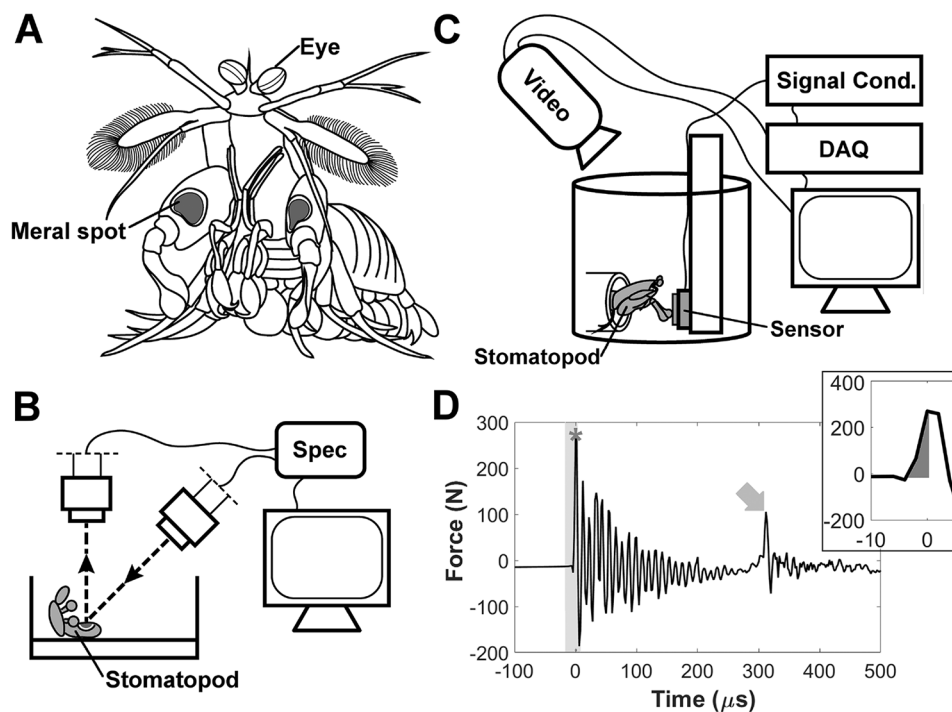 A
Eye
Meral spot
C
Video
Signal Cond.
DAQ
Sensor
Stomatopod
B
Spec
Stomatopod
D
300
200
100
0
-100
-200
Force (N)
*
-100 0 100 200 300 400 500
Time (μs)
400
200
0
-200
-10 0